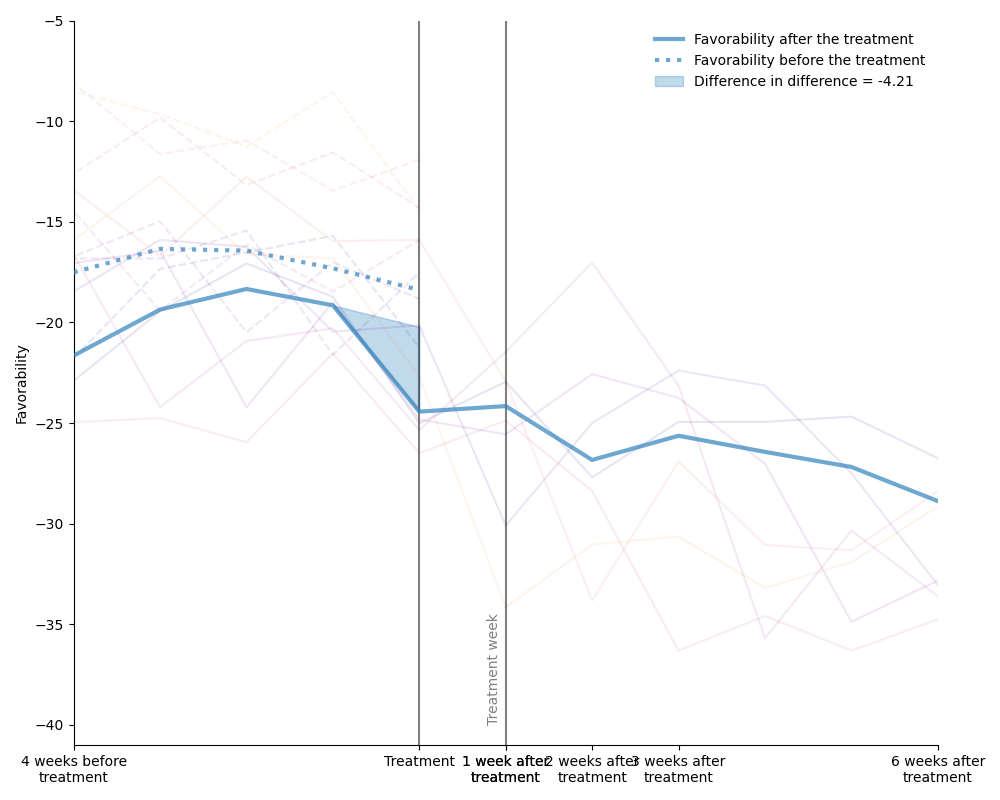 −5
−10
−15
−20
−25
−30
−35
−40
Favorability
Favorability after the treatment
Favorability before the treatment
Difference in difference = -4.21
Treatment week
4 weeks before
treatment
Treatment
1 week after
treatment
2 weeks after
treatment
3 weeks after
treatment
6 weeks after
treatment